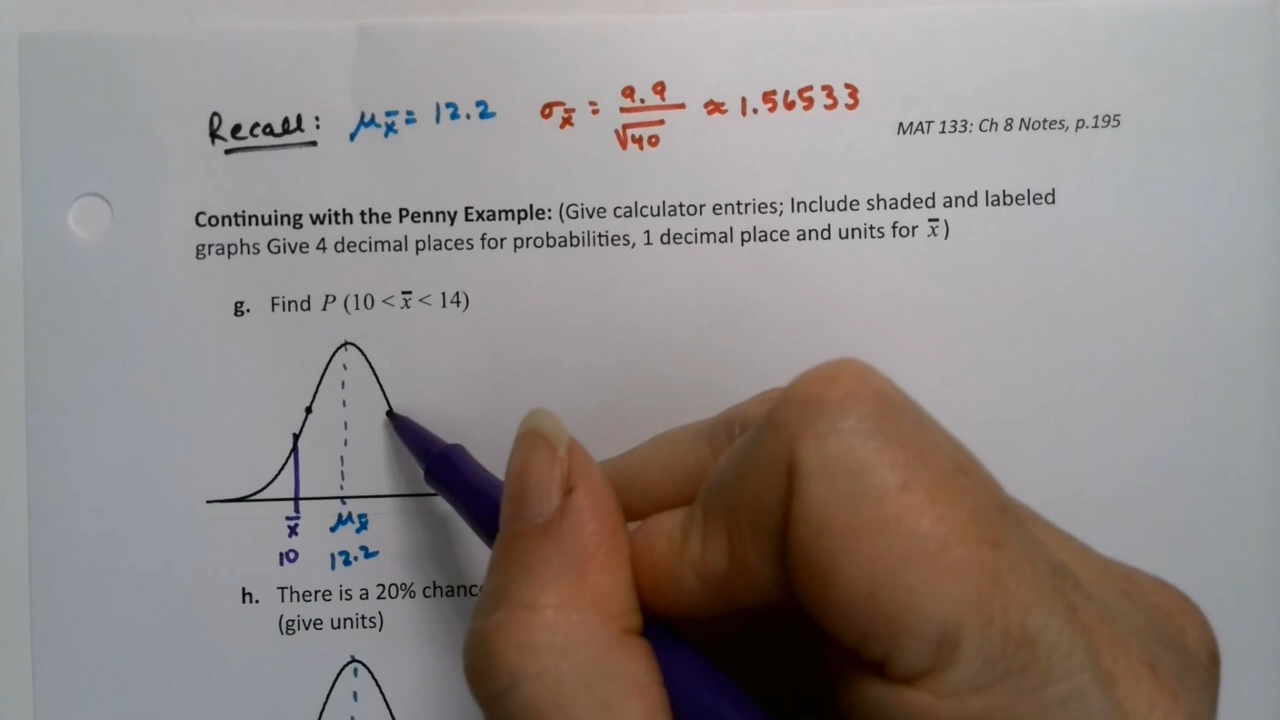 Recall: μx̄ = 12.2 σx̄ = 9.9/√40 ≈ 1.56533
MAT 133: Ch 8 Notes, p.195
Continuing with the Penny Example: (Give calculator entries; Include shaded and labeled
graphs Give 4 decimal places for probabilities, 1 decimal place and units for x̄)
g. Find P (10 < x̄ < 14)
x̄ μx̄
10 12.2
h. There is a 20% chance
(give units)